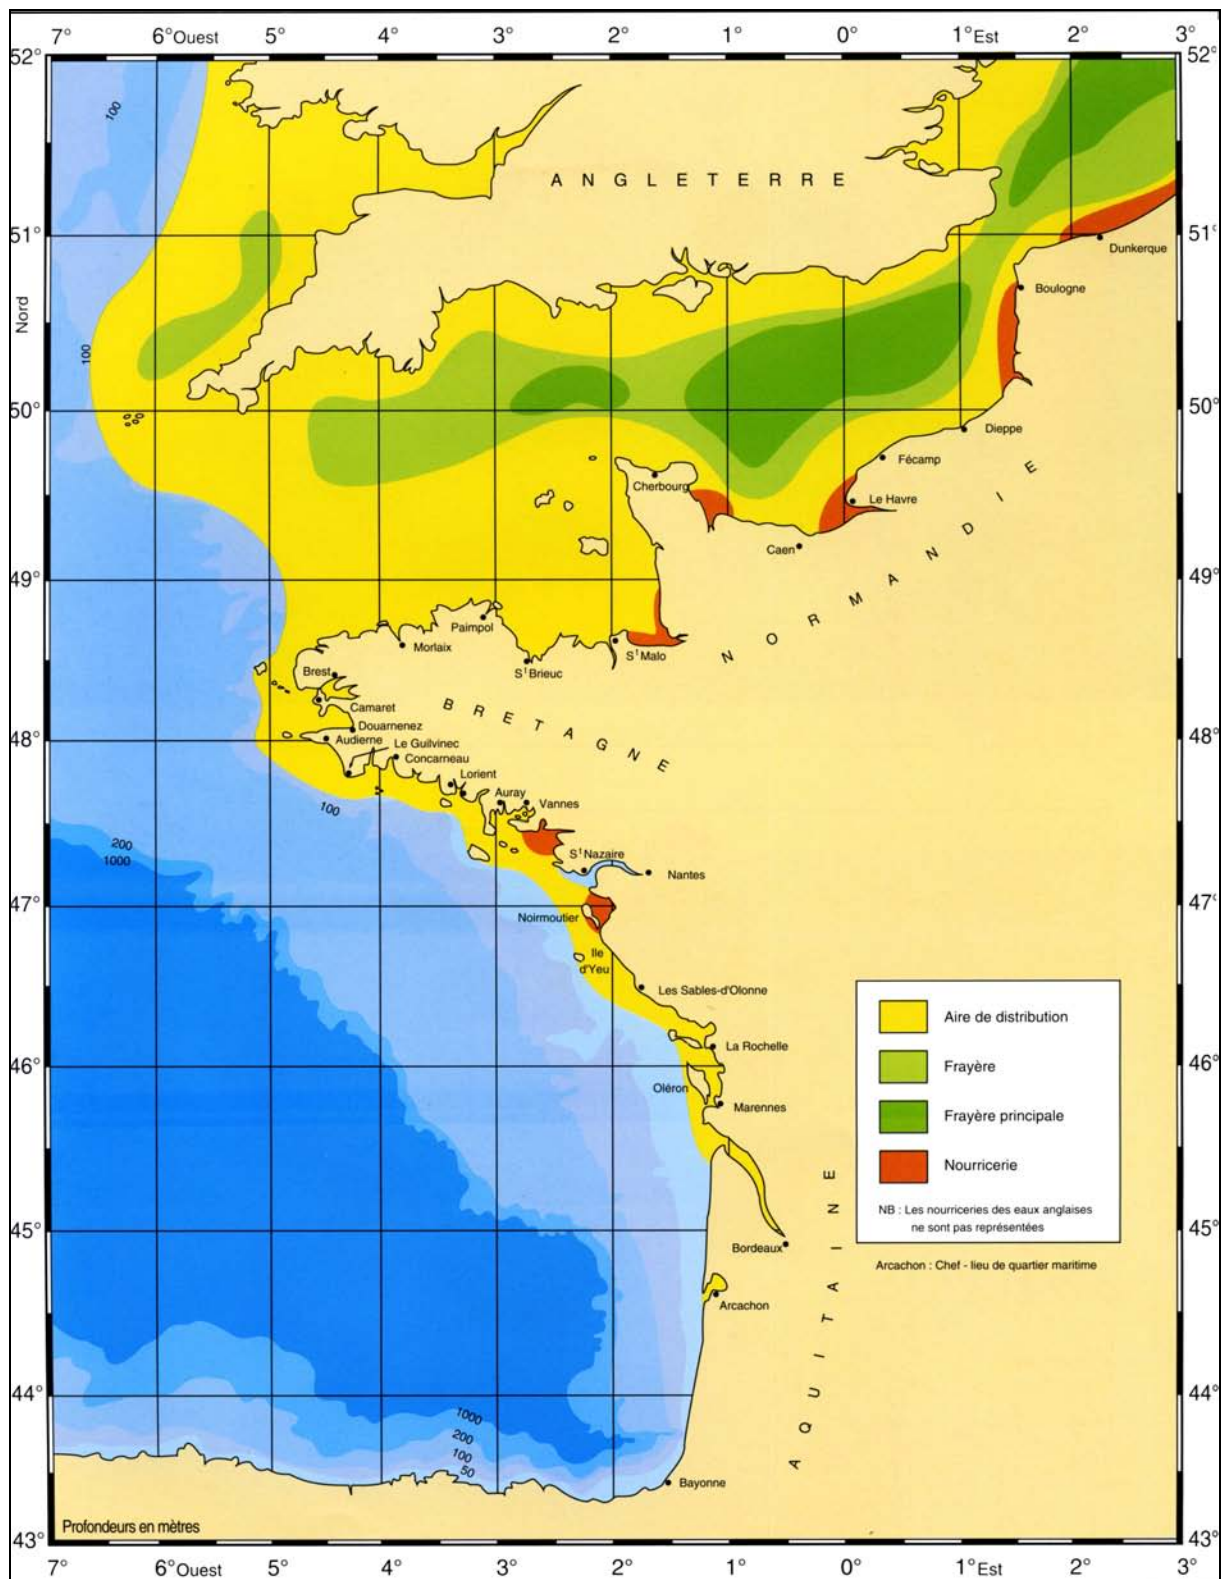 7° 6° Ouest 5° 4° 3° 2° 1° 0° 1° Est 2° 3°
52° 52°
100
ANGLETERRE
51° 51°
Dunkerque
Boulogne
Nord
100
50° 50°
Dieppe
Fécamp
Cherbourg
Le Havre
Caen
NORMANDIE
49° 49°
Paimpol
Morlaix
StMalo
StBrieuc
Brest
Camaret
BRETAGNE
Douarnenez
48° 48°
Audierne
Le Guilvinec
Concarneau
Lorient
Auray
Vannes
100
200
1000
StNazaire
Nantes
47° 47°
Noirmoutier
Ile
d'Yeu
Les Sables-d'Olonne
La Rochelle
46° 46°
Oléron
Marennes
Aire de distribution
Frayère
Frayère principale
Nourricerie
NB : Les nourriceries des eaux anglaises
ne sont pas représentées
45° 45°
Bordeaux
Arcachon : Chef - lieu de quartier maritime
Arcachon
AQUITAINE
44° 44°
1000
200
100
50
Bayonne
Profondeurs en mètres
43° 43°
7° 6° Ouest 5° 4° 3° 2° 1° 0° 1° Est 2° 3°